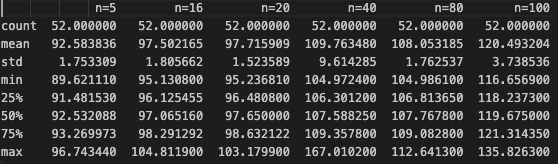 n=5 n=16 n=20 n=40 n=80 n=100
count 52.000000 52.000000 52.000000 52.000000 52.000000 52.000000
mean 92.583836 97.502165 97.715909 109.763480 108.053185 120.493204
std 1.753309 1.805662 1.523589 9.614285 1.762537 3.738536
min 89.621110 95.130800 95.236810 104.972400 104.986100 116.656900
25% 91.481530 96.125455 96.480800 106.301200 106.813650 118.237300
50% 92.532088 97.065160 97.650000 107.588250 107.767800 119.675000
75% 93.269973 98.291292 98.632122 109.357800 109.082800 121.314350
max 96.743440 104.811900 103.179900 167.010200 112.641300 135.826300